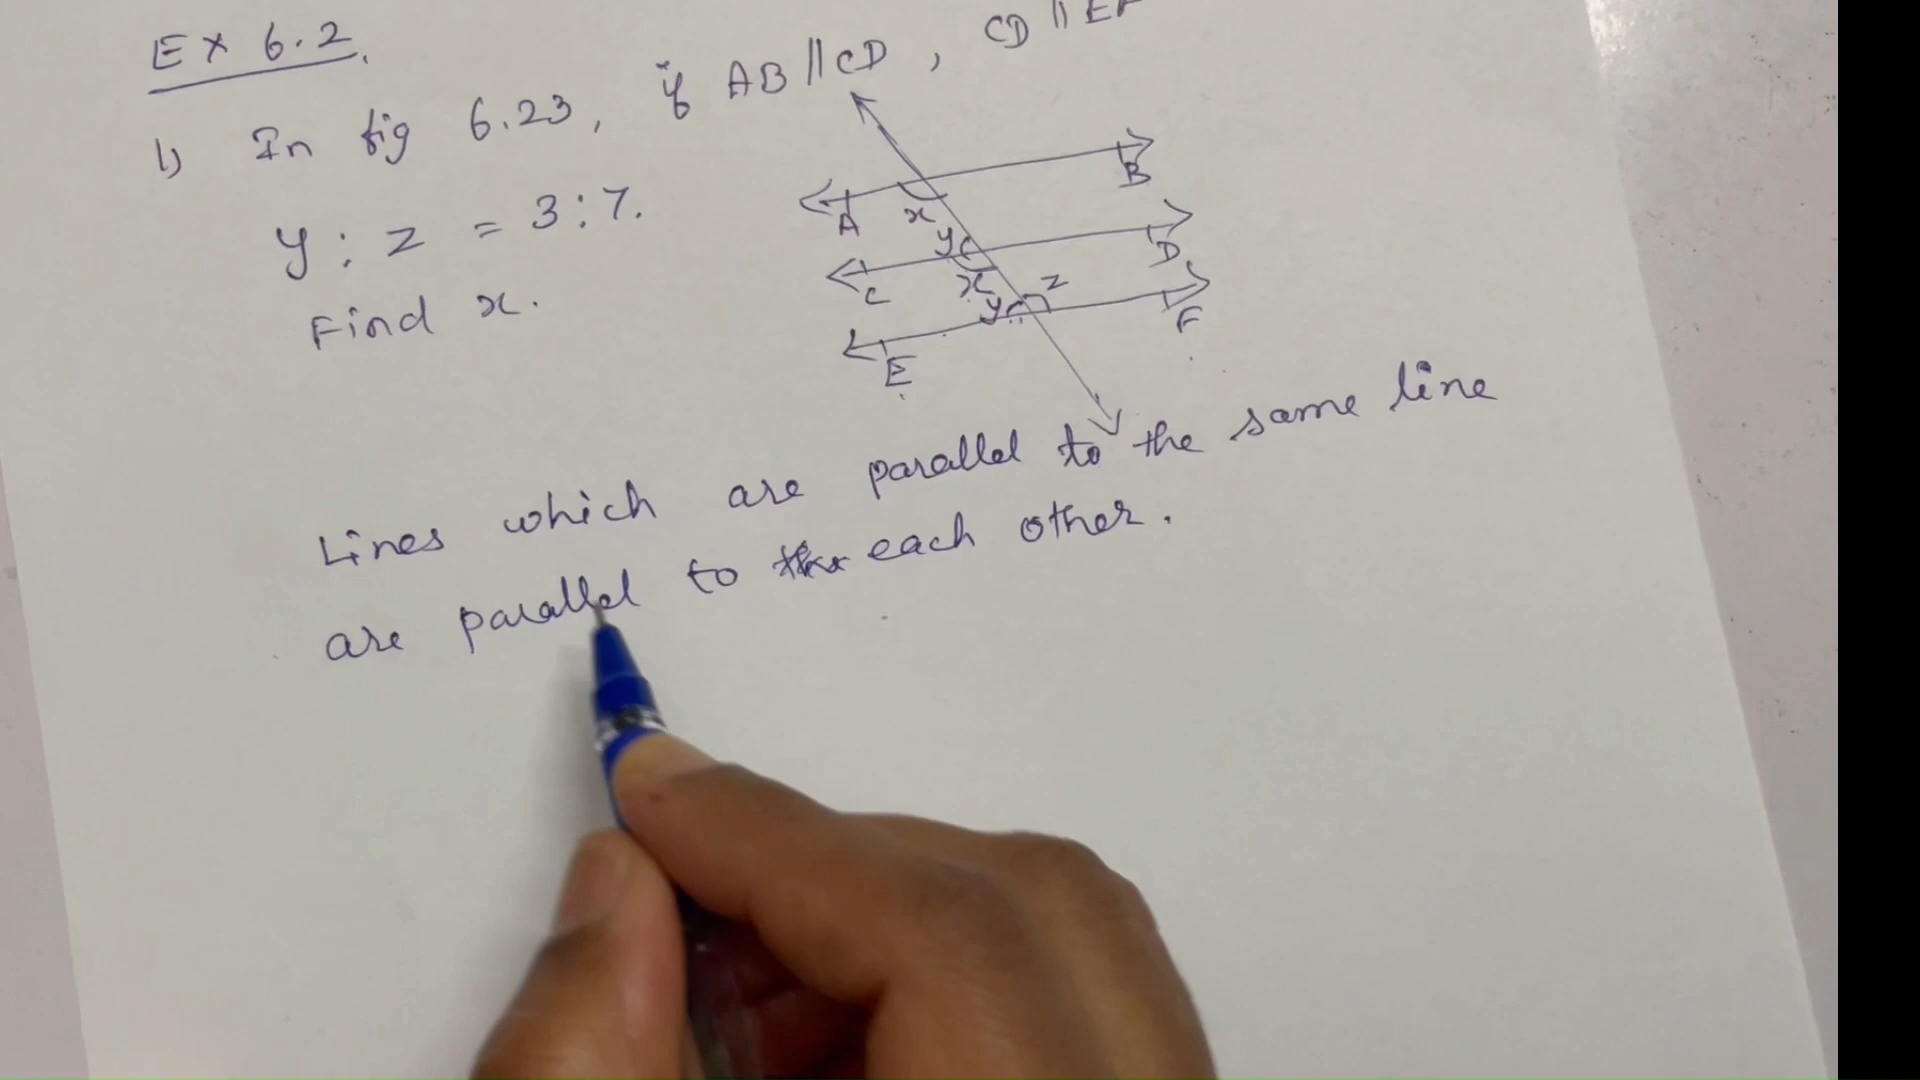 Ex 6.2.
1) In fig 6.23, if AB || CD, CD || EF
y : z = 3 : 7.
Find x.
A
B
x
y
C
D
x
z
y
E
F
Lines which are parallel to the same line
are parallel to each other.